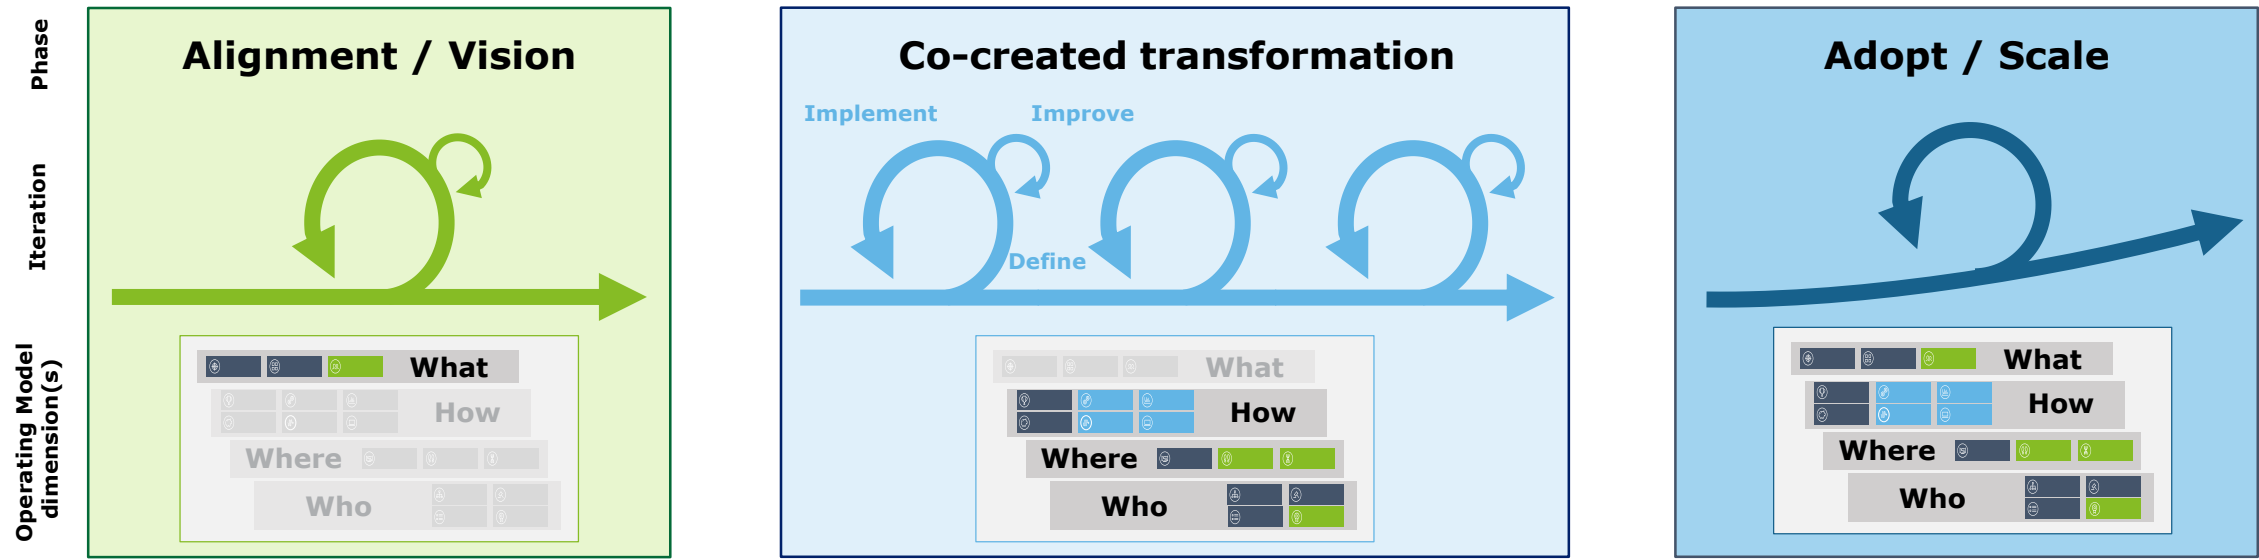 Phase
Alignment / Vision
Co-created transformation
Adopt / Scale
Iteration
Implement
Improve
Define
Operating Model
dimension(s)
What
How
Where
Who
What
How
Where
Who
What
How
Where
Who